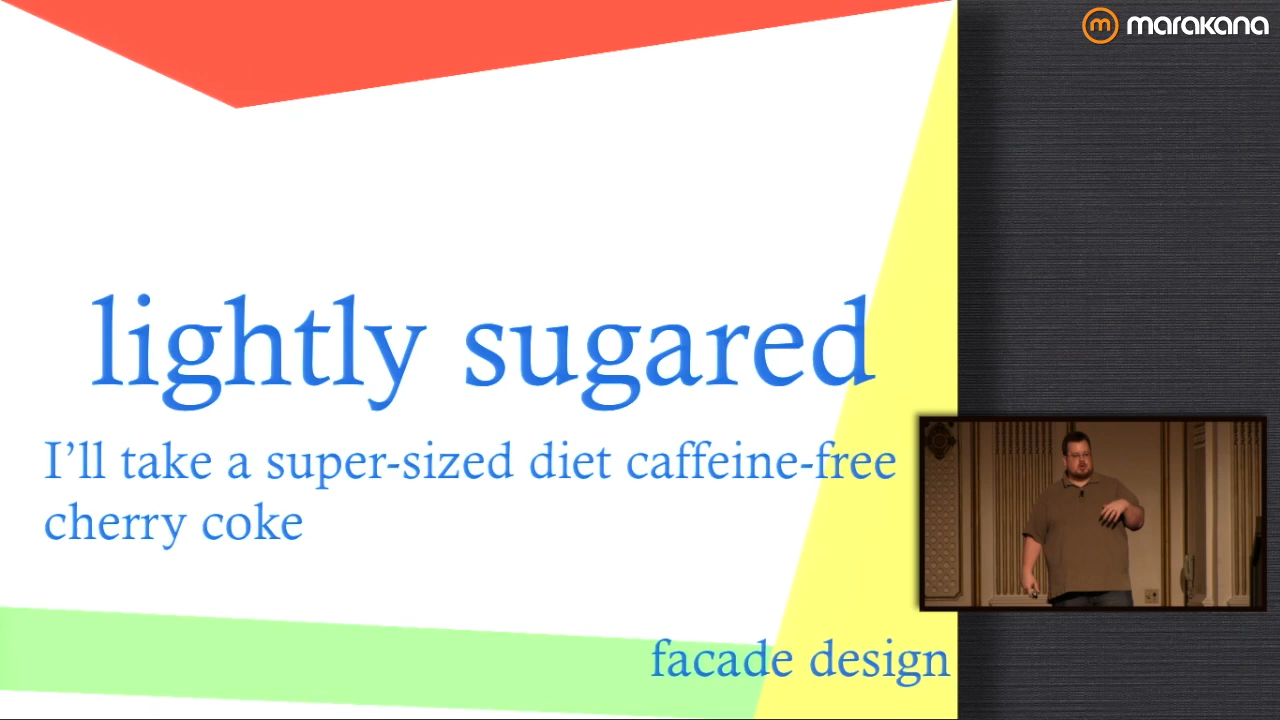 marakana
lightly sugared
I'll take a super-sized diet caffeine-free
cherry coke
facade design